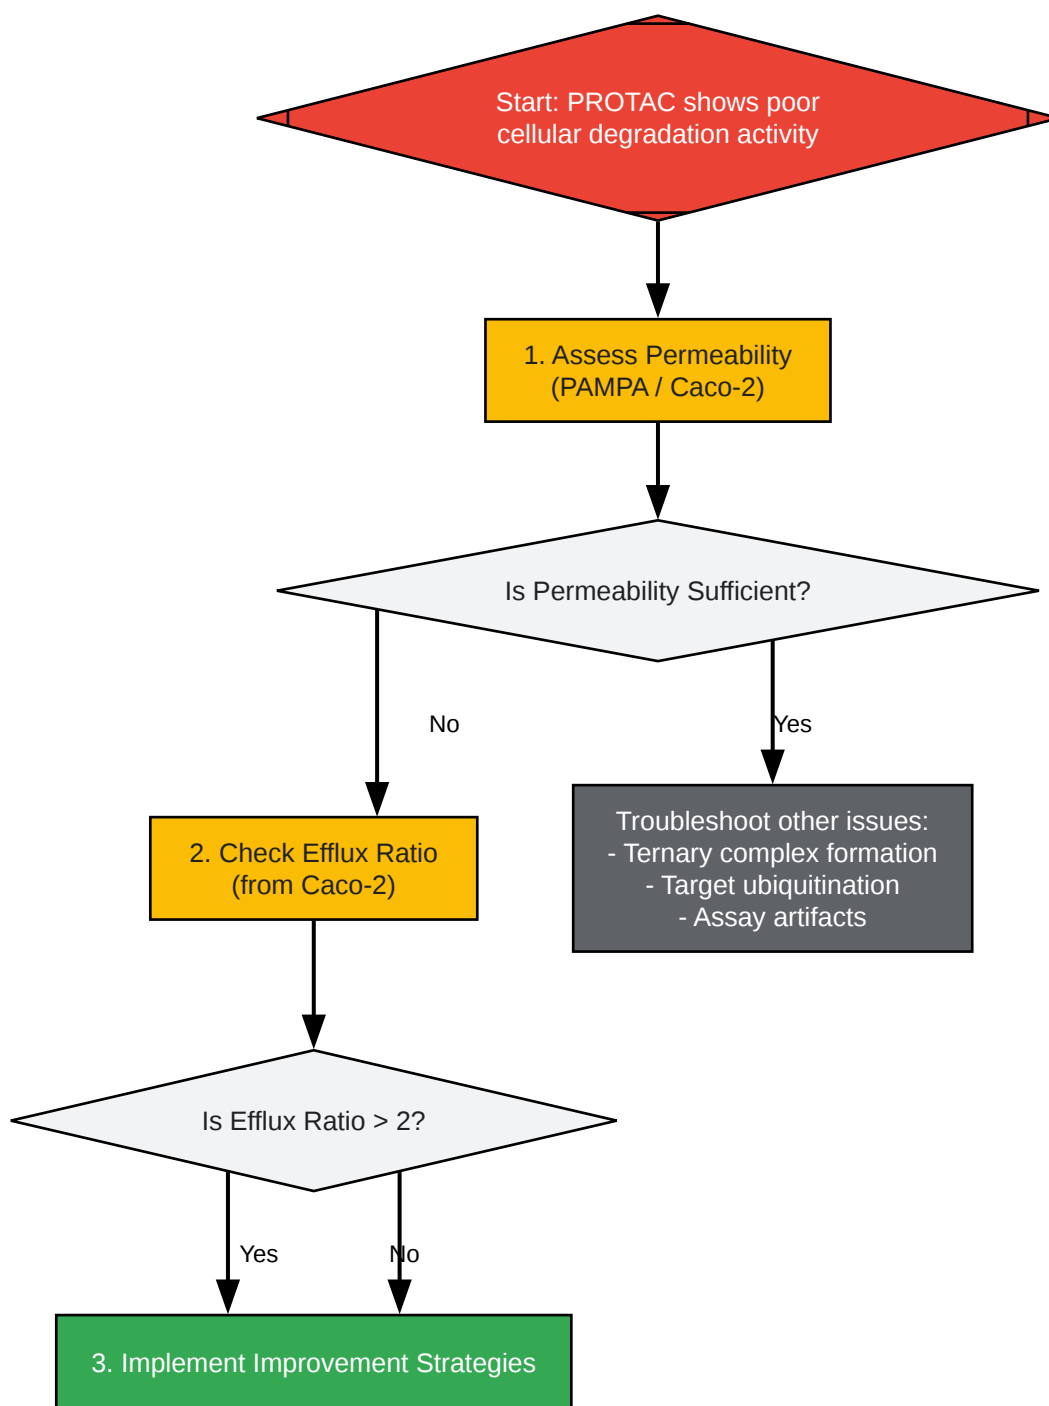 Start: PROTAC shows poor
cellular degradation activity
1. Assess Permeability
(PAMPA / Caco-2)
Is Permeability Sufficient?
No
Yes
2. Check Efflux Ratio
(from Caco-2)
Troubleshoot other issues:
- Ternary complex formation
- Target ubiquitination
- Assay artifacts
Is Efflux Ratio > 2?
Yes
No
3. Implement Improvement Strategies